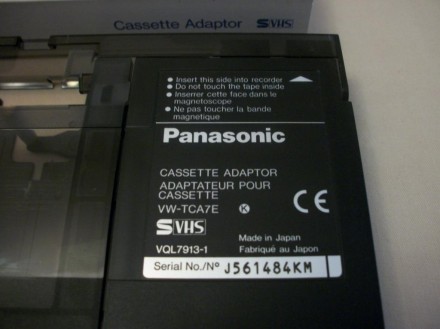 Cassette Adaptor SVHS
● Insert this side into recorder
● Do not touch the tape inside
● Inserrer cette face dans le
magnetoscope
● Ne pas toucher la bande
magnetique
Panasonic
CASSETTE ADAPTOR
ADAPTATEUR POUR
CASSETTE
VW-TCA7E K CE
SVHS
Made in Japan
VQL7913-1 Fabriqué au Japon
Serial No./Nº J561484KM